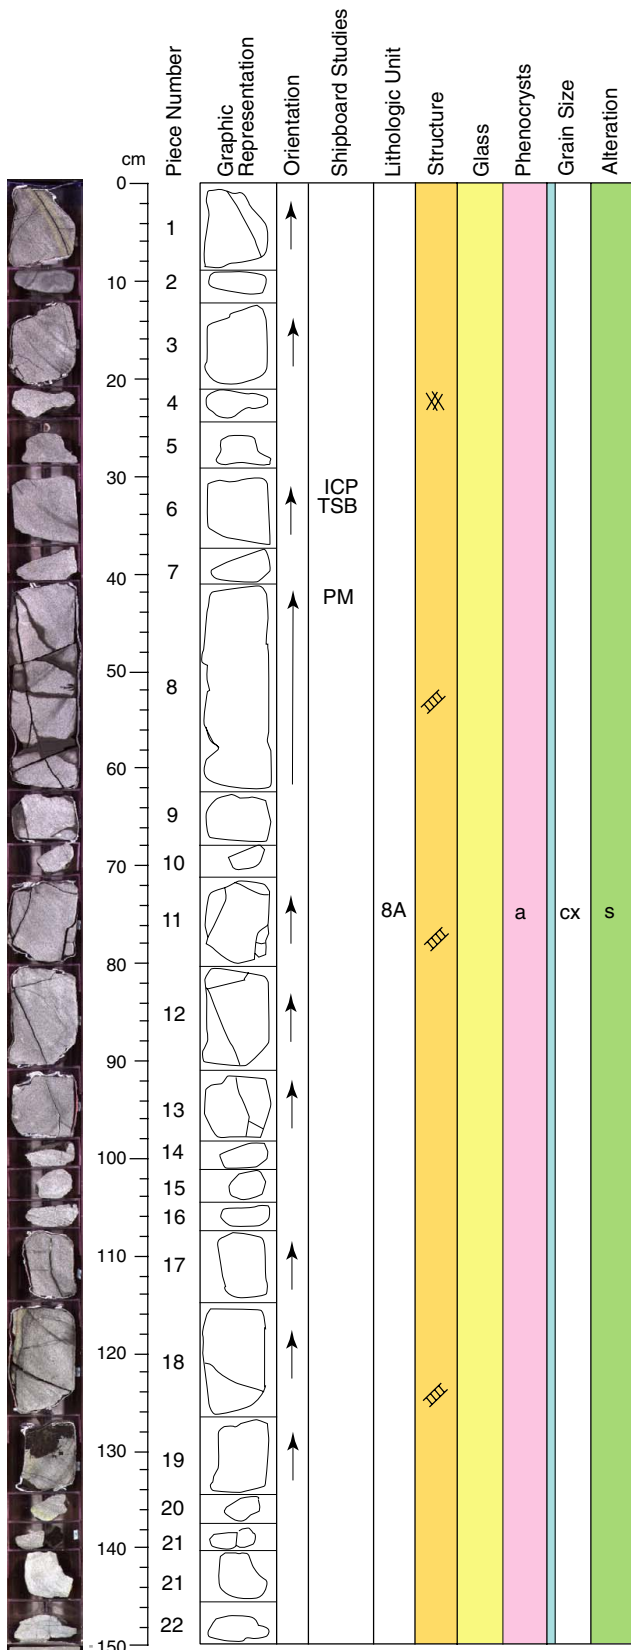 cm
Piece Number
Graphic
Representation
Orientation
Shipboard Studies
Lithologic Unit
Structure
Glass
Phenocrysts
Grain Size
Alteration
0
1
10
2
3
20
4
5
30
ICP
TSB
6
40
7
PM
50
8
60
9
70
10
11
8A
a
cx
s
80
12
90
13
100
14
15
16
110
17
120
18
130
19
20
140
21
21
22
150